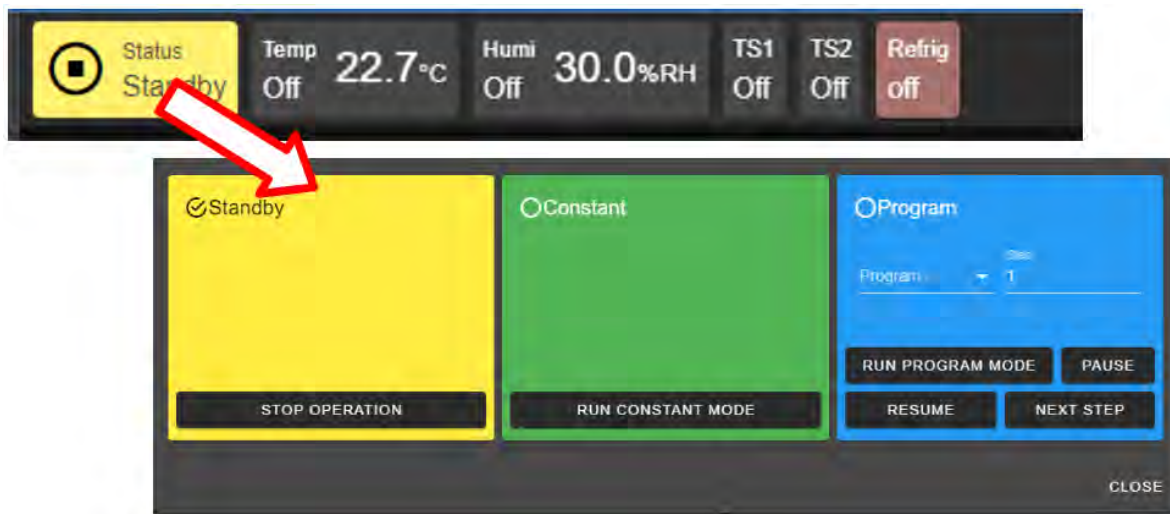 Status
Standby
Temp
Off
22.7°C
Humi
Off
30.0%RH
TS1
Off
TS2
Off
Refrig
off
Standby
STOP OPERATION
Constant
RUN CONSTANT MODE
Program
Program
Step
1
RUN PROGRAM MODE
PAUSE
RESUME
NEXT STEP
CLOSE